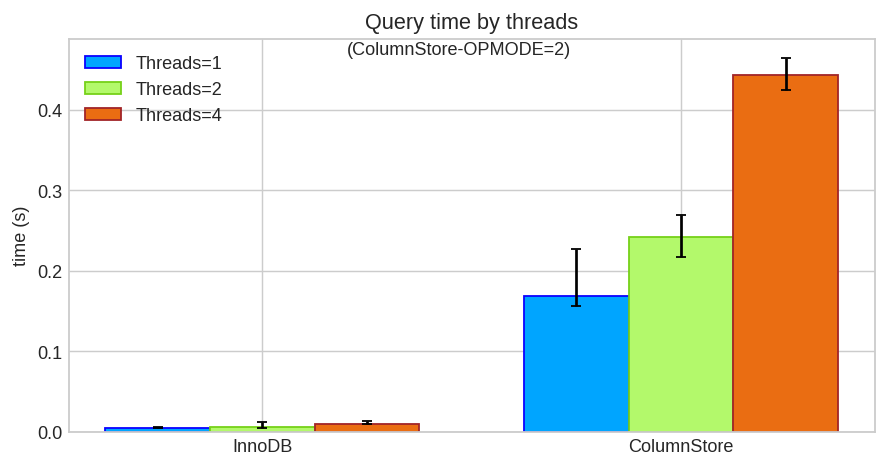 Query time by threads
(ColumnStore-OPMODE=2)
Threads=1
Threads=2
Threads=4
time (s)
0.4
0.3
0.2
0.1
0.0
InnoDB
ColumnStore